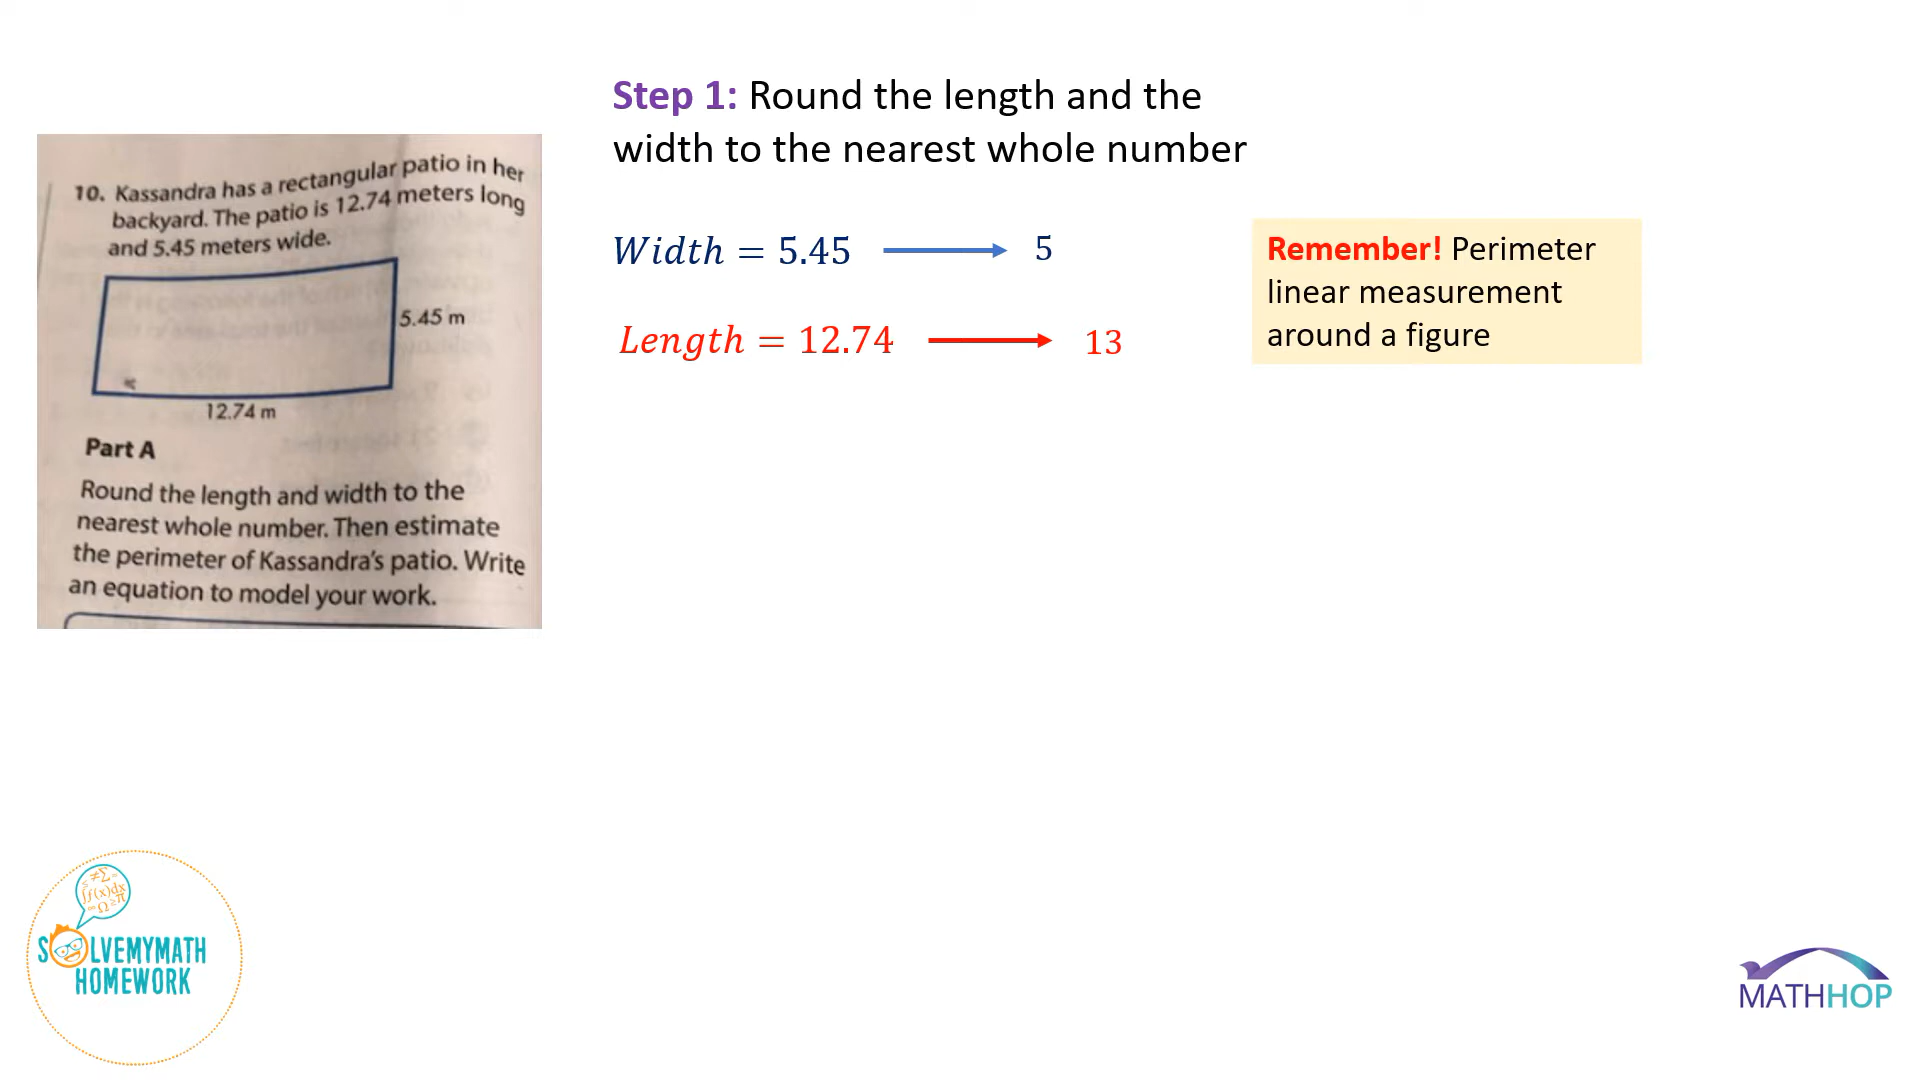 Step 1: Round the length and the
width to the nearest whole number
10. Kassandra has a rectangular patio in her
backyard. The patio is 12.74 meters long
and 5.45 meters wide.
5.45 m
12.74 m
Part A
Round the length and width to the
nearest whole number. Then estimate
the perimeter of Kassandra's patio. Write
an equation to model your work.
Width = 5.45 → 5
Length = 12.74 → 13
Remember! Perimeter
linear measurement
around a figure
SOLVEMYMATH
HOMEWORK
MATHHOP